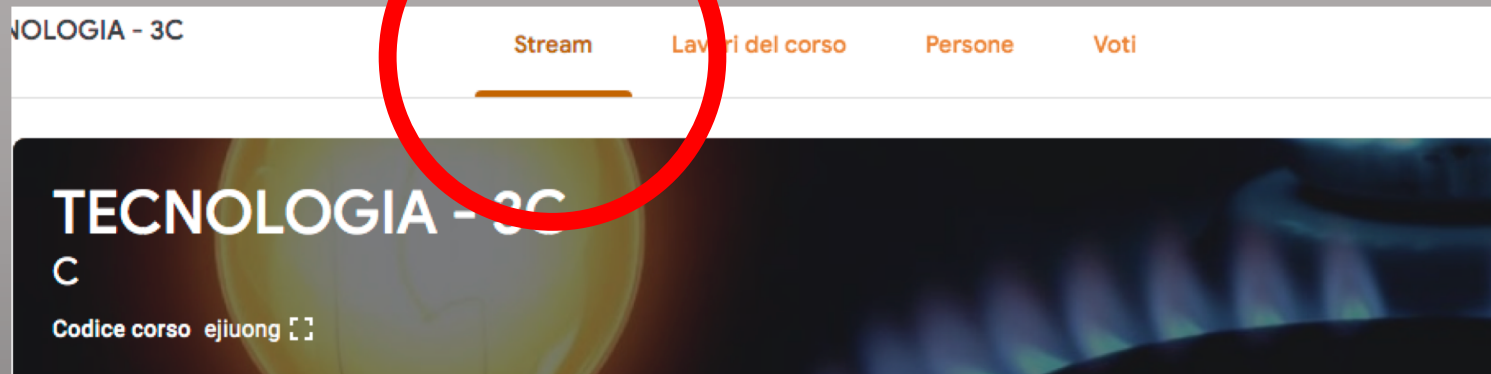 NOLOGIA - 3C
Stream
Lavori del corso
Persone
Voti
TECNOLOGIA - 3C
C
Codice corso ejiuong